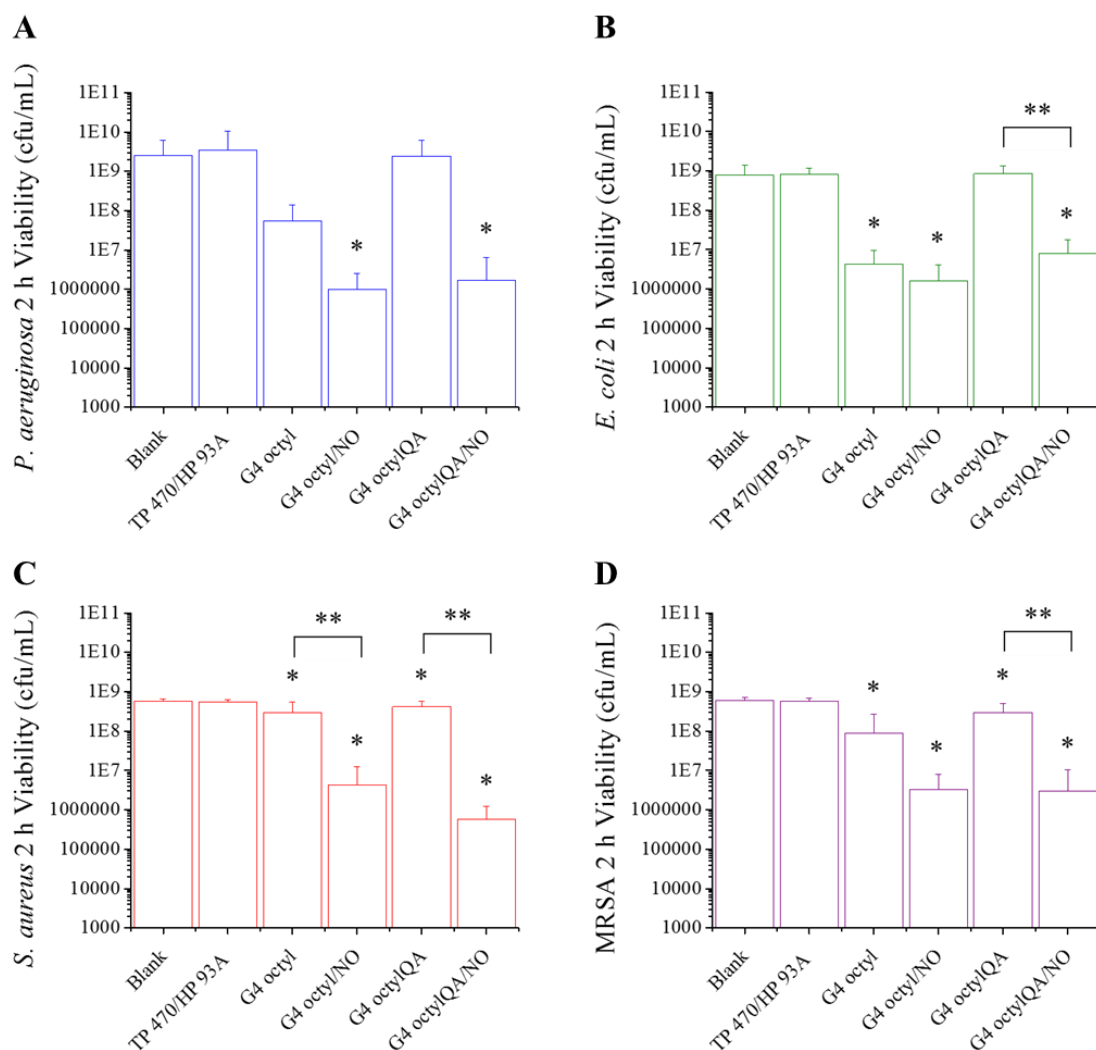 A
P. aeruginosa 2 h Viability (cfu/mL)
1E11
1E10
1E9
1E8
1E7
1000000
100000
10000
1000
*
*
Blank
TP 470/HP 93A
G4 octyl
G4 octyl/NO
G4 octylQA
G4 octylQA/NO
B
E. coli 2 h Viability (cfu/mL)
1E11
1E10
1E9
1E8
1E7
1000000
100000
10000
1000
**
*
*
*
Blank
TP 470/HP 93A
G4 octyl
G4 octyl/NO
G4 octylQA
G4 octylQA/NO
C
S. aureus 2 h Viability (cfu/mL)
1E11
1E10
1E9
1E8
1E7
1000000
100000
10000
1000
**
**
*
*
*
*
Blank
TP 470/HP 93A
G4 octyl
G4 octyl/NO
G4 octylQA
G4 octylQA/NO
D
MRSA 2 h Viability (cfu/mL)
1E11
1E10
1E9
1E8
1E7
1000000
100000
10000
1000
**
*
*
*
*
Blank
TP 470/HP 93A
G4 octyl
G4 octyl/NO
G4 octylQA
G4 octylQA/NO